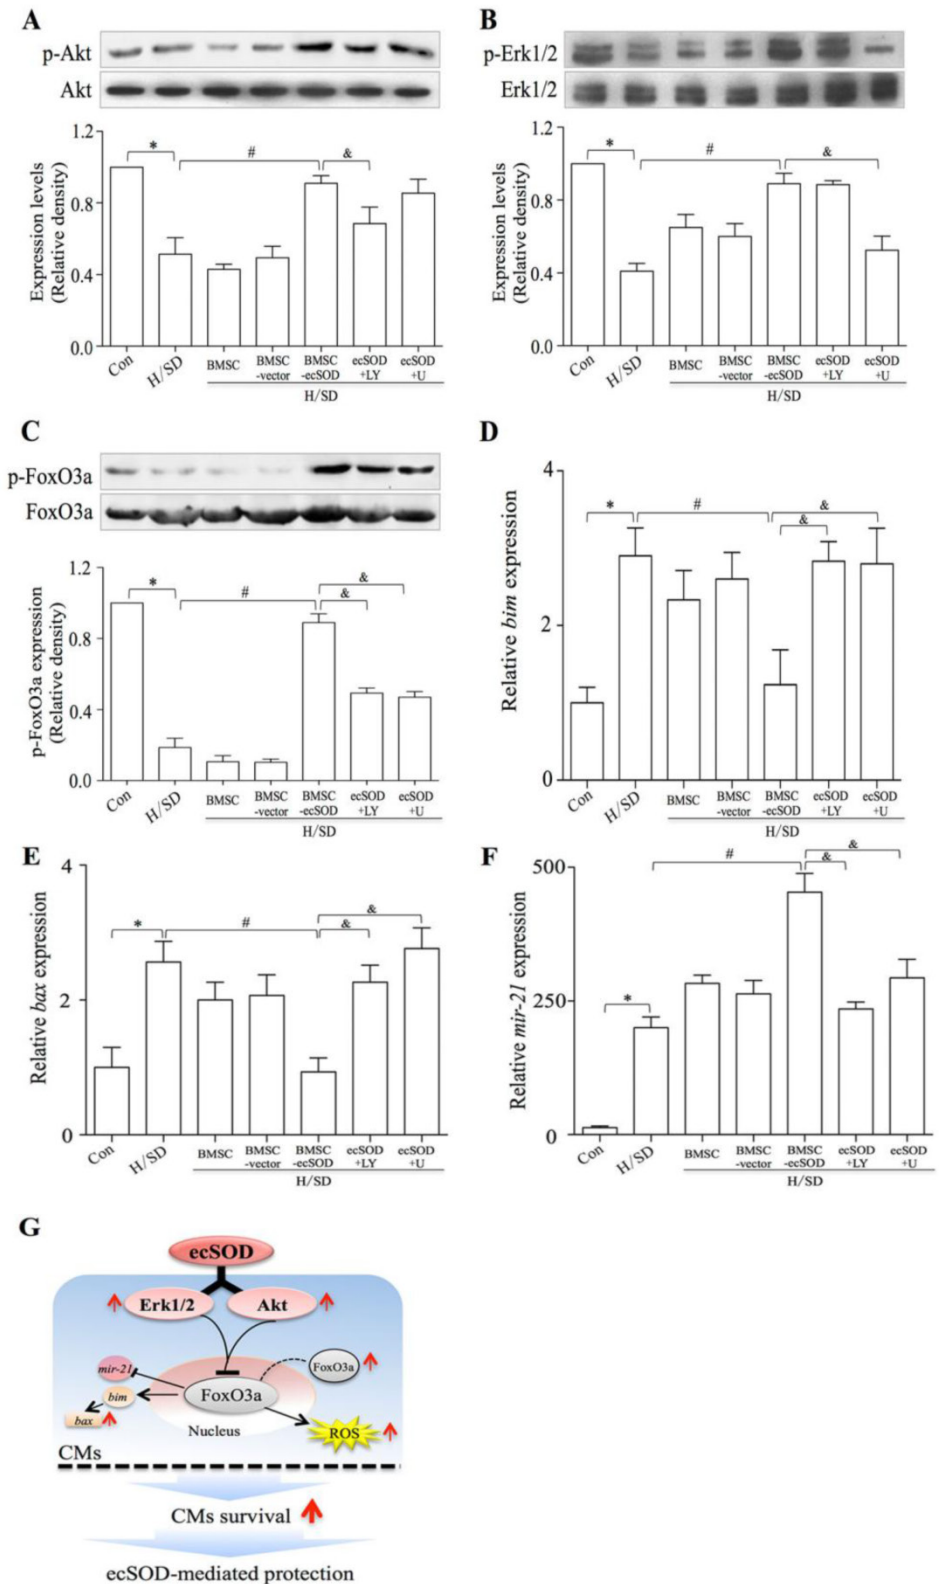 A
p-Akt
Akt
1.2
0.8
0.4
0.0
Expression levels
(Relative density)
*
#
&
Con
H/SD
BMSC
BMSC
-vector
BMSC
-ecSOD
ecSOD
+LY
ecSOD
+U
H/SD
B
p-Erk1/2
Erk1/2
1.2
0.8
0.4
0.0
Expression levels
(Relative density)
*
#
&
Con
H/SD
BMSC
BMSC
-vector
BMSC
-ecSOD
ecSOD
+LY
ecSOD
+U
H/SD
C
p-FoxO3a
FoxO3a
1.2
0.8
0.4
0.0
p-FoxO3a expression
(Relative density)
*
#
&
&
Con
H/SD
BMSC
BMSC
-vector
BMSC
-ecSOD
ecSOD
+LY
ecSOD
+U
H/SD
D
4
2
0
Relative bim expression
*
#
&
&
Con
H/SD
BMSC
BMSC
-vector
BMSC
-ecSOD
ecSOD
+LY
ecSOD
+U
H/SD
E
4
2
0
Relative bax expression
*
#
&
&
Con
H/SD
BMSC
BMSC
-vector
BMSC
-ecSOD
ecSOD
+LY
ecSOD
+U
H/SD
F
500
250
0
Relative mir-21 expression
*
#
&
&
Con
H/SD
BMSC
BMSC
-vector
BMSC
-ecSOD
ecSOD
+LY
ecSOD
+U
H/SD
G
ecSOD
Erk1/2
Akt
mir-21
FoxO3a
bim
FoxO3a
bax
Nucleus
ROS
CMs
CMs survival
ecSOD-mediated protection